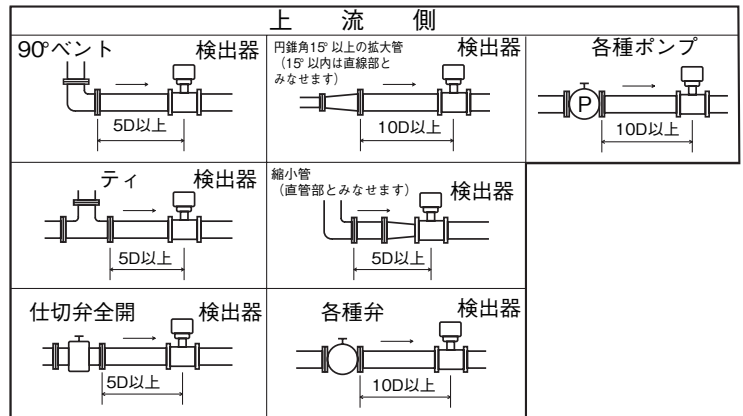 上 流 側
90°ベント 検出器
5D以上
円錐角15°以上の拡大管 検出器
（15°以内は直線部と
みなせます）
10D以上
各種ポンプ
P
10D以上
ティ 検出器
5D以上
縮小管
（直管部とみなせます） 検出器
5D以上
仕切弁全開 検出器
5D以上
各種弁 検出器
10D以上